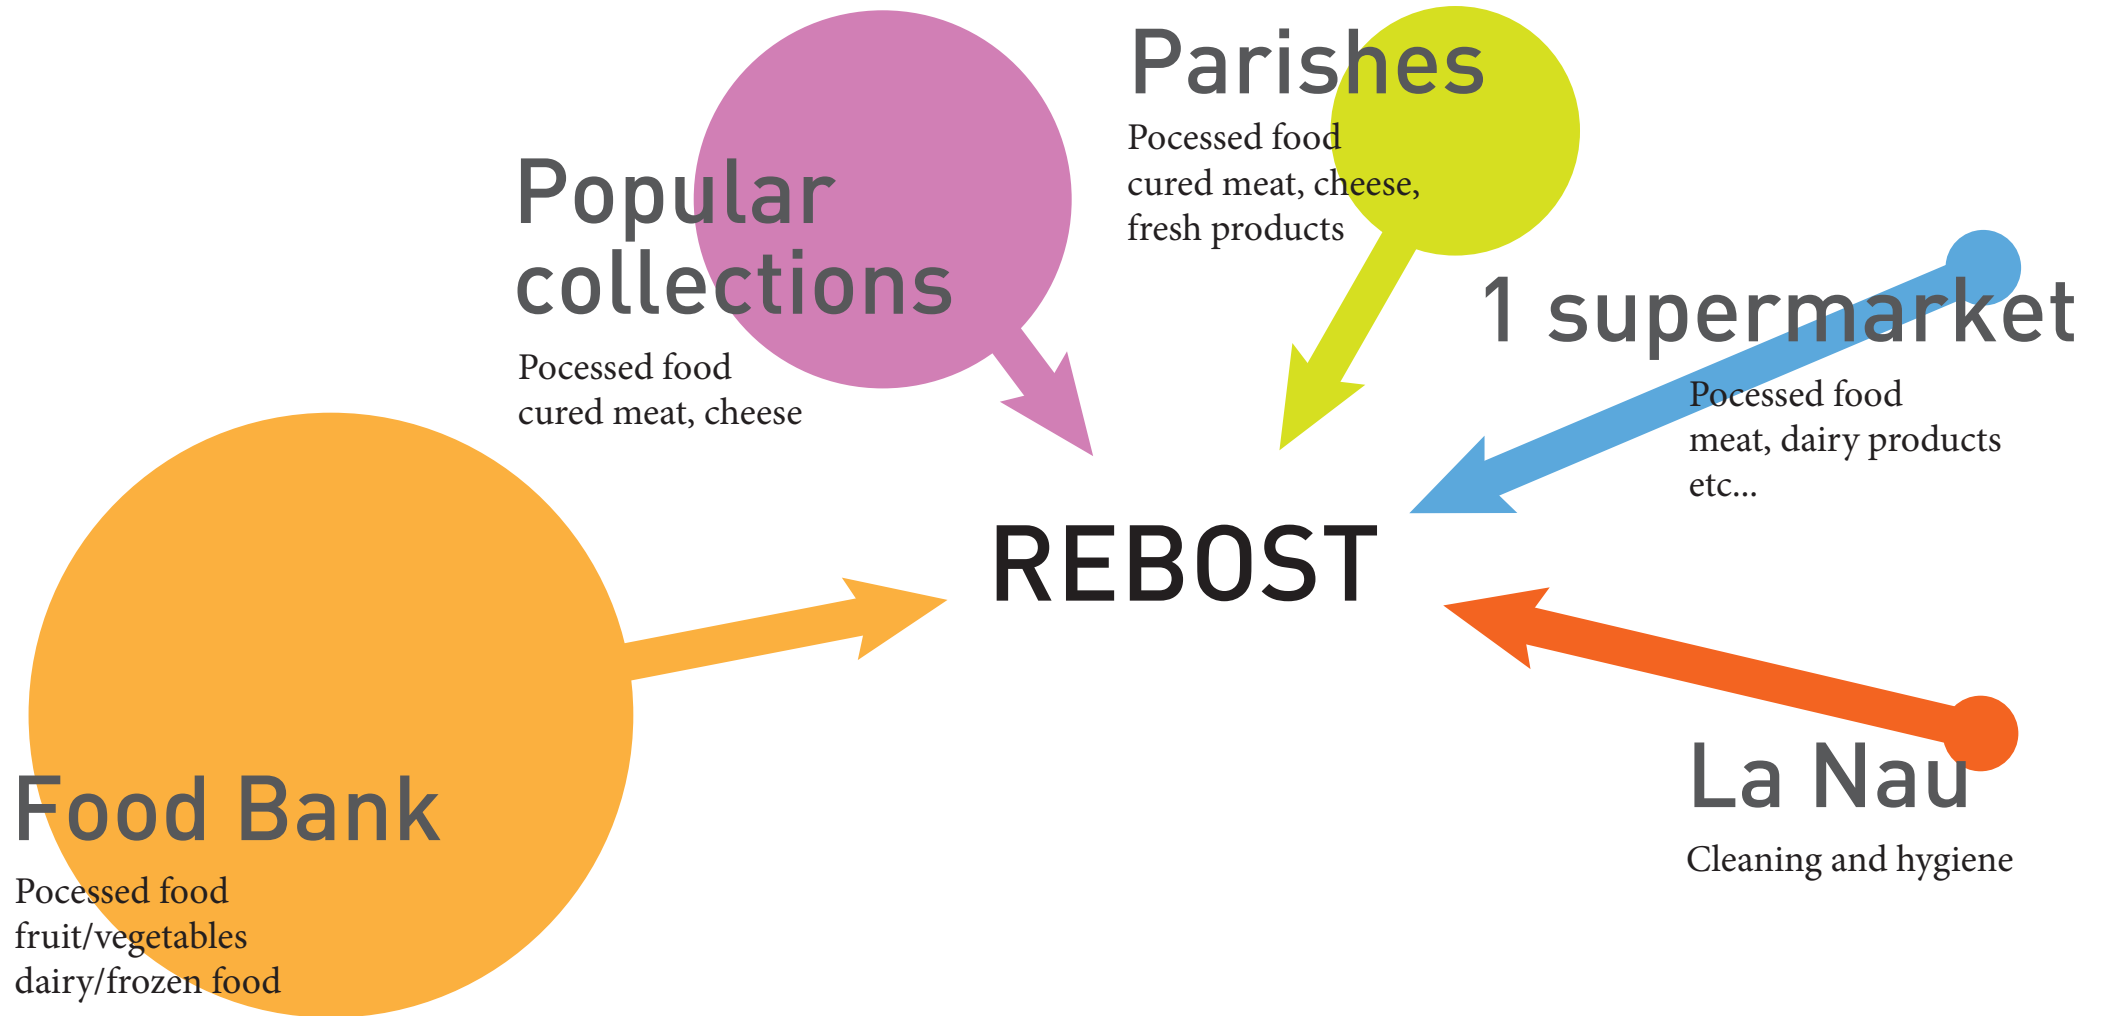 Parishes
Pocessed food
cured meat, cheese,
fresh products
Popular
collections
Pocessed food
cured meat, cheese
1 supermarket
Pocessed food
meat, dairy products
etc...
REBOST
Food Bank
Pocessed food
fruit/vegetables
dairy/frozen food
La Nau
Cleaning and hygiene